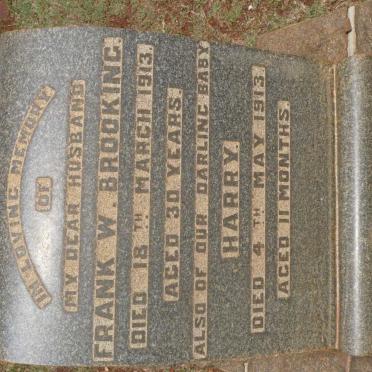 IN LOVING MEMORY
OF
MY DEAR HUSBAND
FRANK W. BROOKING.
DIED 18TH MARCH 1913.
AGED 30 YEARS.
ALSO OF OUR DARLING BABY
HARRY.
DIED 4TH MAY 1913
AGED 11 MONTHS.